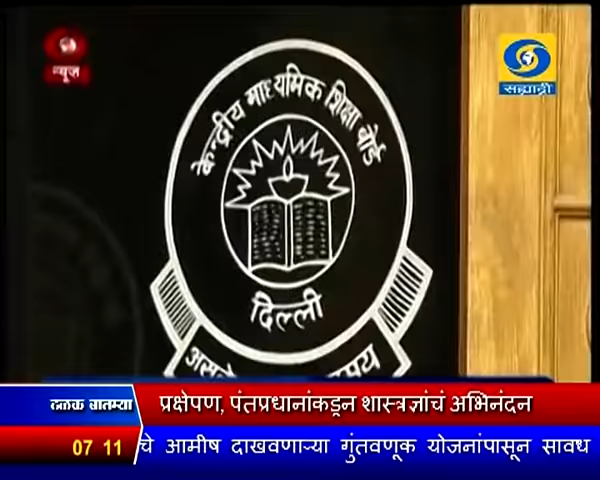 न्यूज़
सह्याद्री
केन्द्रीय माध्यमिक शिक्षा बोर्ड
दिल्ली
ठळक बातम्या
प्रक्षेपण, पंतप्रधानांकडून शास्त्रज्ञांचं अभिनंदन
07 11
चे आमीष दाखवणाऱ्या गुंतवणूक योजनांपासून सावध